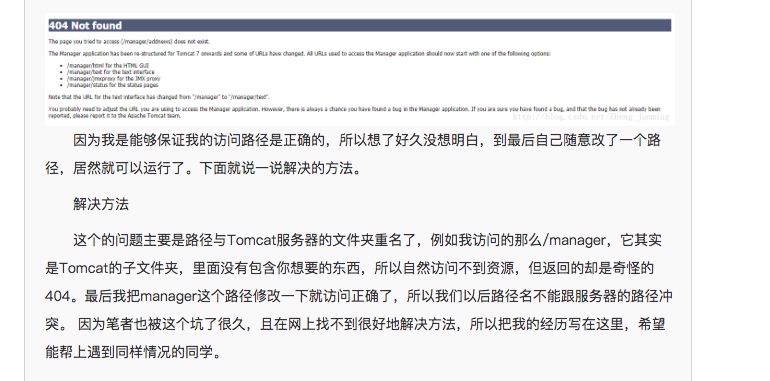 404 Not found
The page you tried to access (/manager/addnews) does not exist.
The Manager application has been re-structured for Tomcat 7 onwards and some of URLs have changed. All URLs used to access the Manager application should now start with one of the following options:
• /manager/html for the HTML GUI
• /manager/text for the text interface
• /manager/jmxproxy for the JMX proxy
• /manager/status for the status pages
Note that the URL for the text interface has changed from "/manager" to "/manager/text".
You probably need to adjust the URL you are using to access the Manager application. However, there is always a chance you have found a bug in the Manager application. If you are sure you have found a bug, and that the bug has not already been
reported, please report it to the Apache Tomcat team.
http://blog.csdn.net/Zheng_Junming
因为我是能够保证我的访问路径是正确的，所以想了好久没想明白，到最后自己随意改了一个路
径，居然就可以运行了。下面就说一说解决的方法。
解决方法
这个的问题主要是路径与Tomcat服务器的文件夹重名了，例如我访问的那么/manager，它其实
是Tomcat的子文件夹，里面没有包含你想要的东西，所以自然访问不到资源，但返回的却是奇怪的
404。最后我把manager这个路径修改一下就访问正确了，所以我们以后路径名不能跟服务器的路径冲
突。 因为笔者也被这个坑了很久，且在网上找不到很好地解决方法，所以把我的经历写在这里，希望
能帮上遇到同样情况的同学。